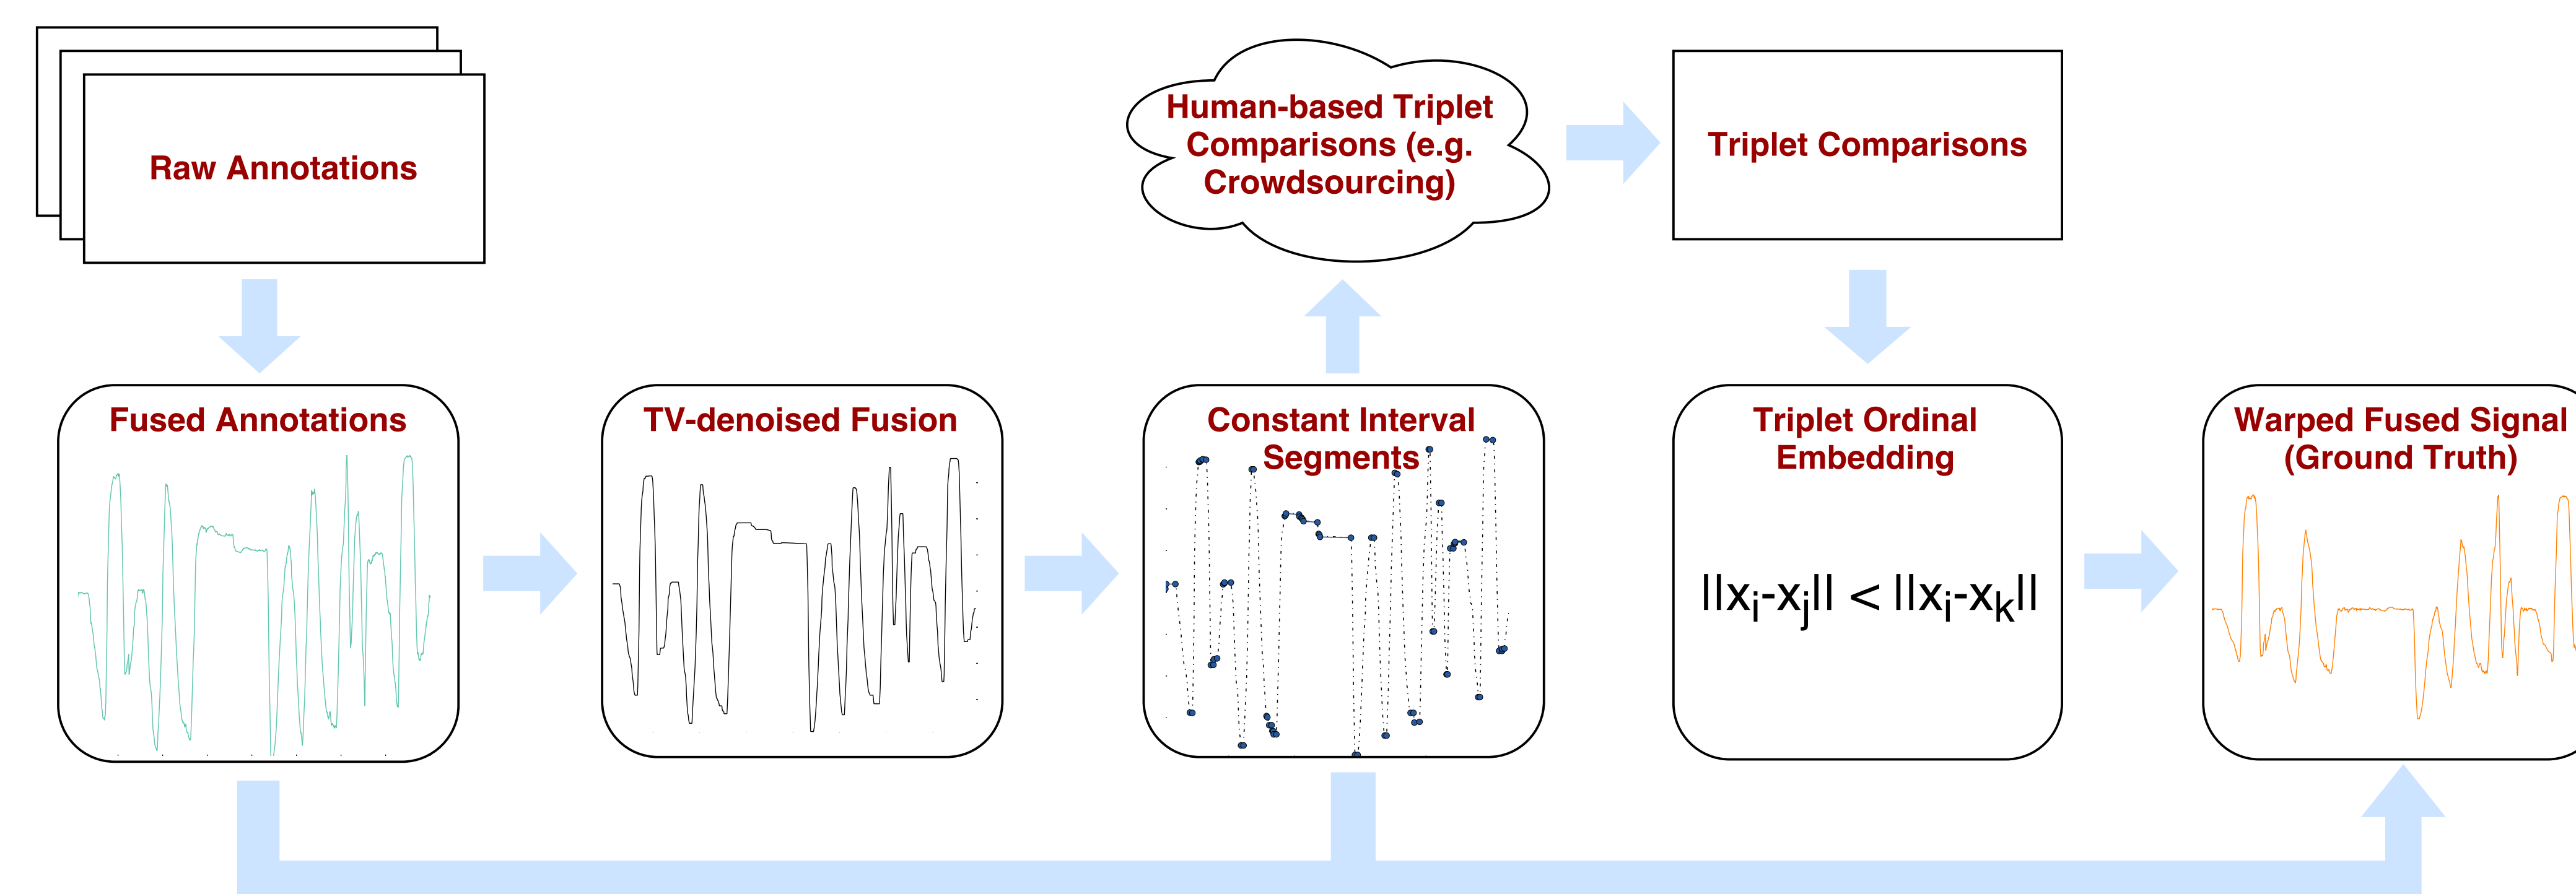 Raw Annotations
Human-based Triplet
Comparisons (e.g.
Crowdsourcing)
Triplet Comparisons
Fused Annotations
TV-denoised Fusion
Constant Interval
Segments
Triplet Ordinal
Embedding
||xi-xj|| < ||xi-xk||
Warped Fused Signal
(Ground Truth)